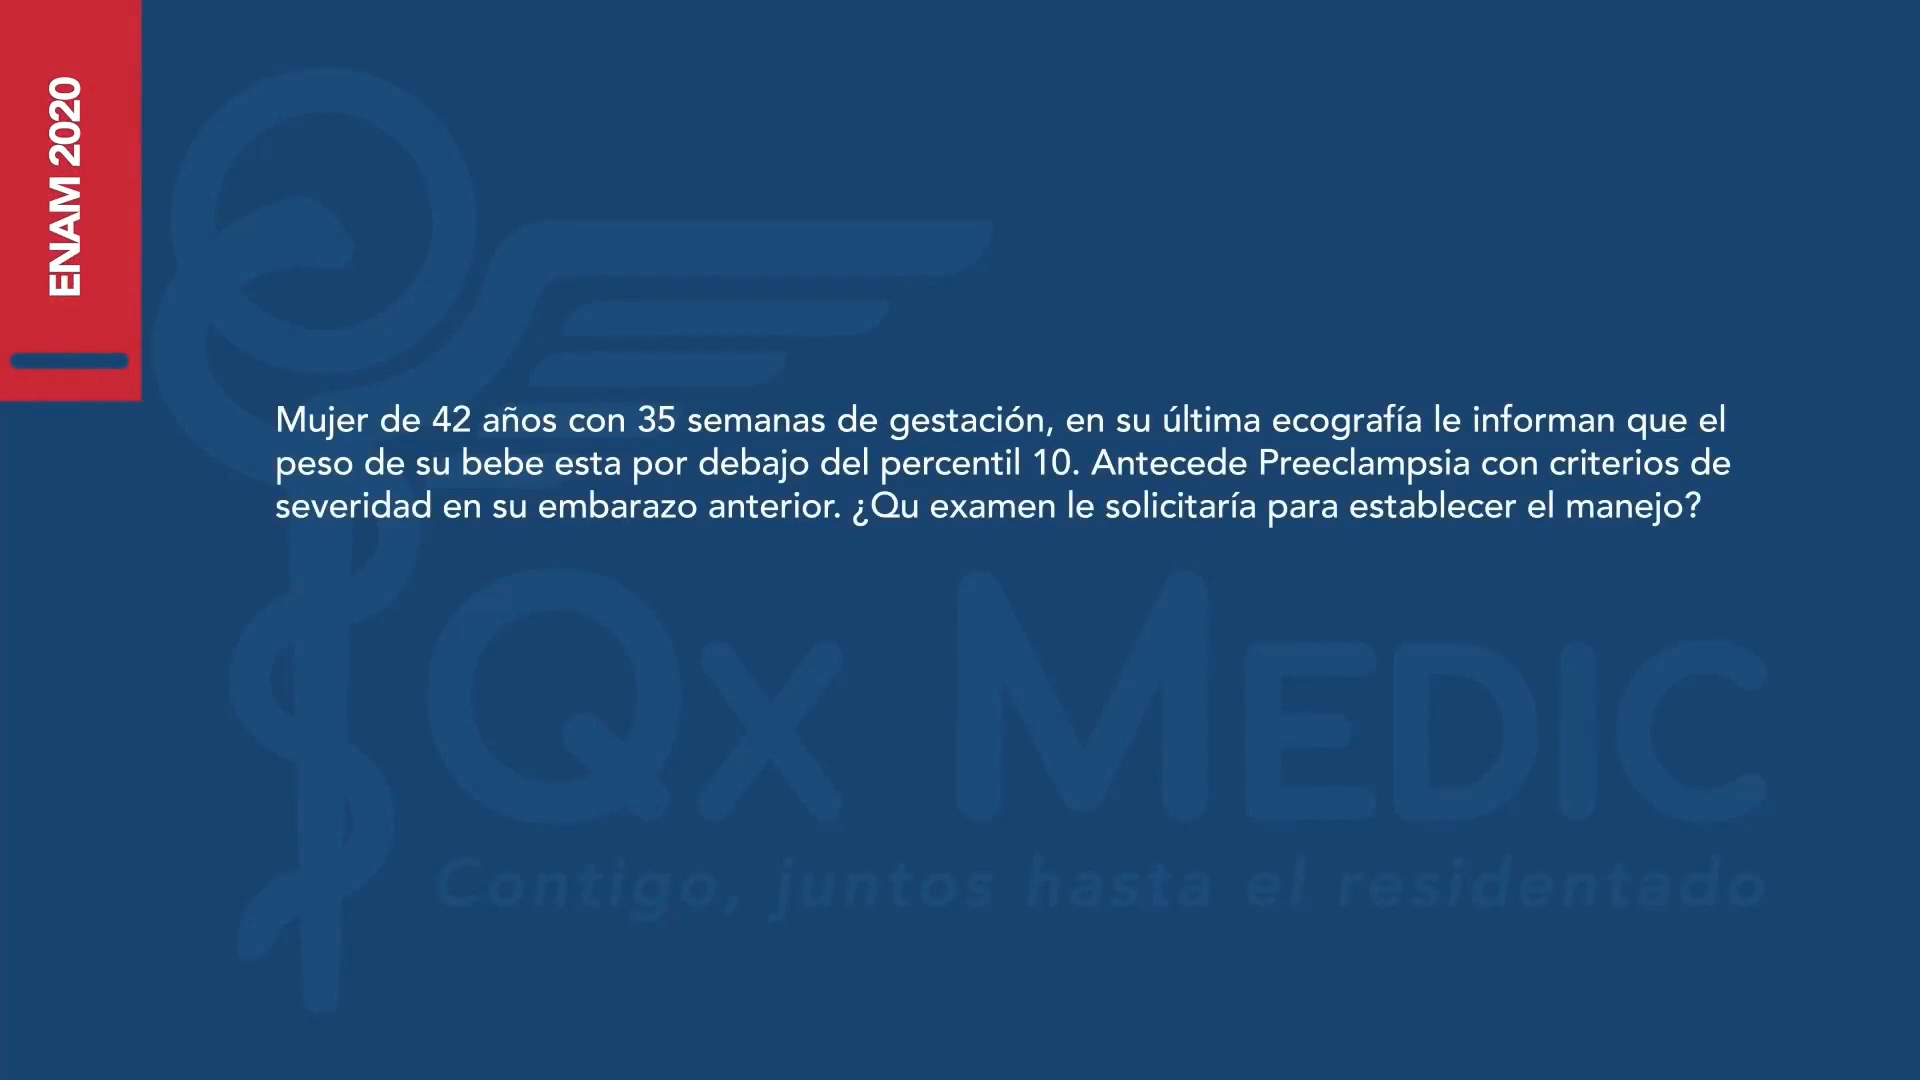 ENAM 2020
Mujer de 42 años con 35 semanas de gestación, en su última ecografía le informan que el
peso de su bebe esta por debajo del percentil 10. Antecede Preeclampsia con criterios de
severidad en su embarazo anterior. ¿Qu examen le solicitaría para establecer el manejo?
QX MEDIC
Contigo, juntos hasta el residentado